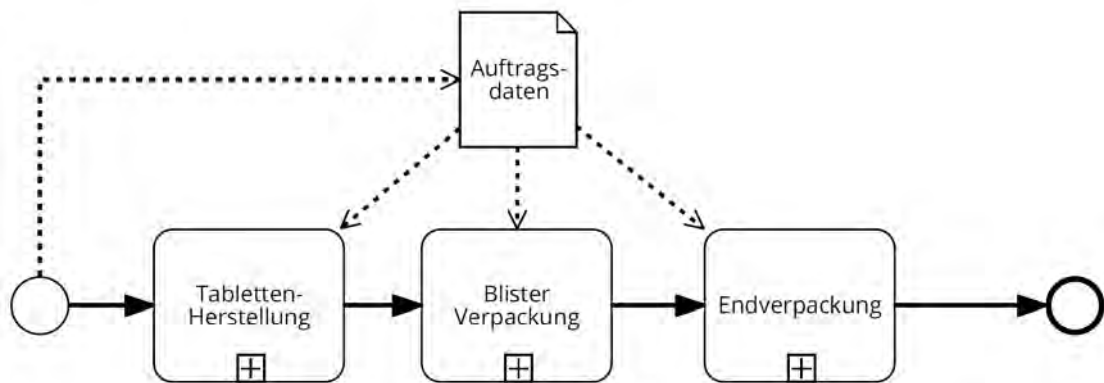 Auftrags-
daten
Tabletten-
Herstellung
Blister
Verpackung
Endverpackung